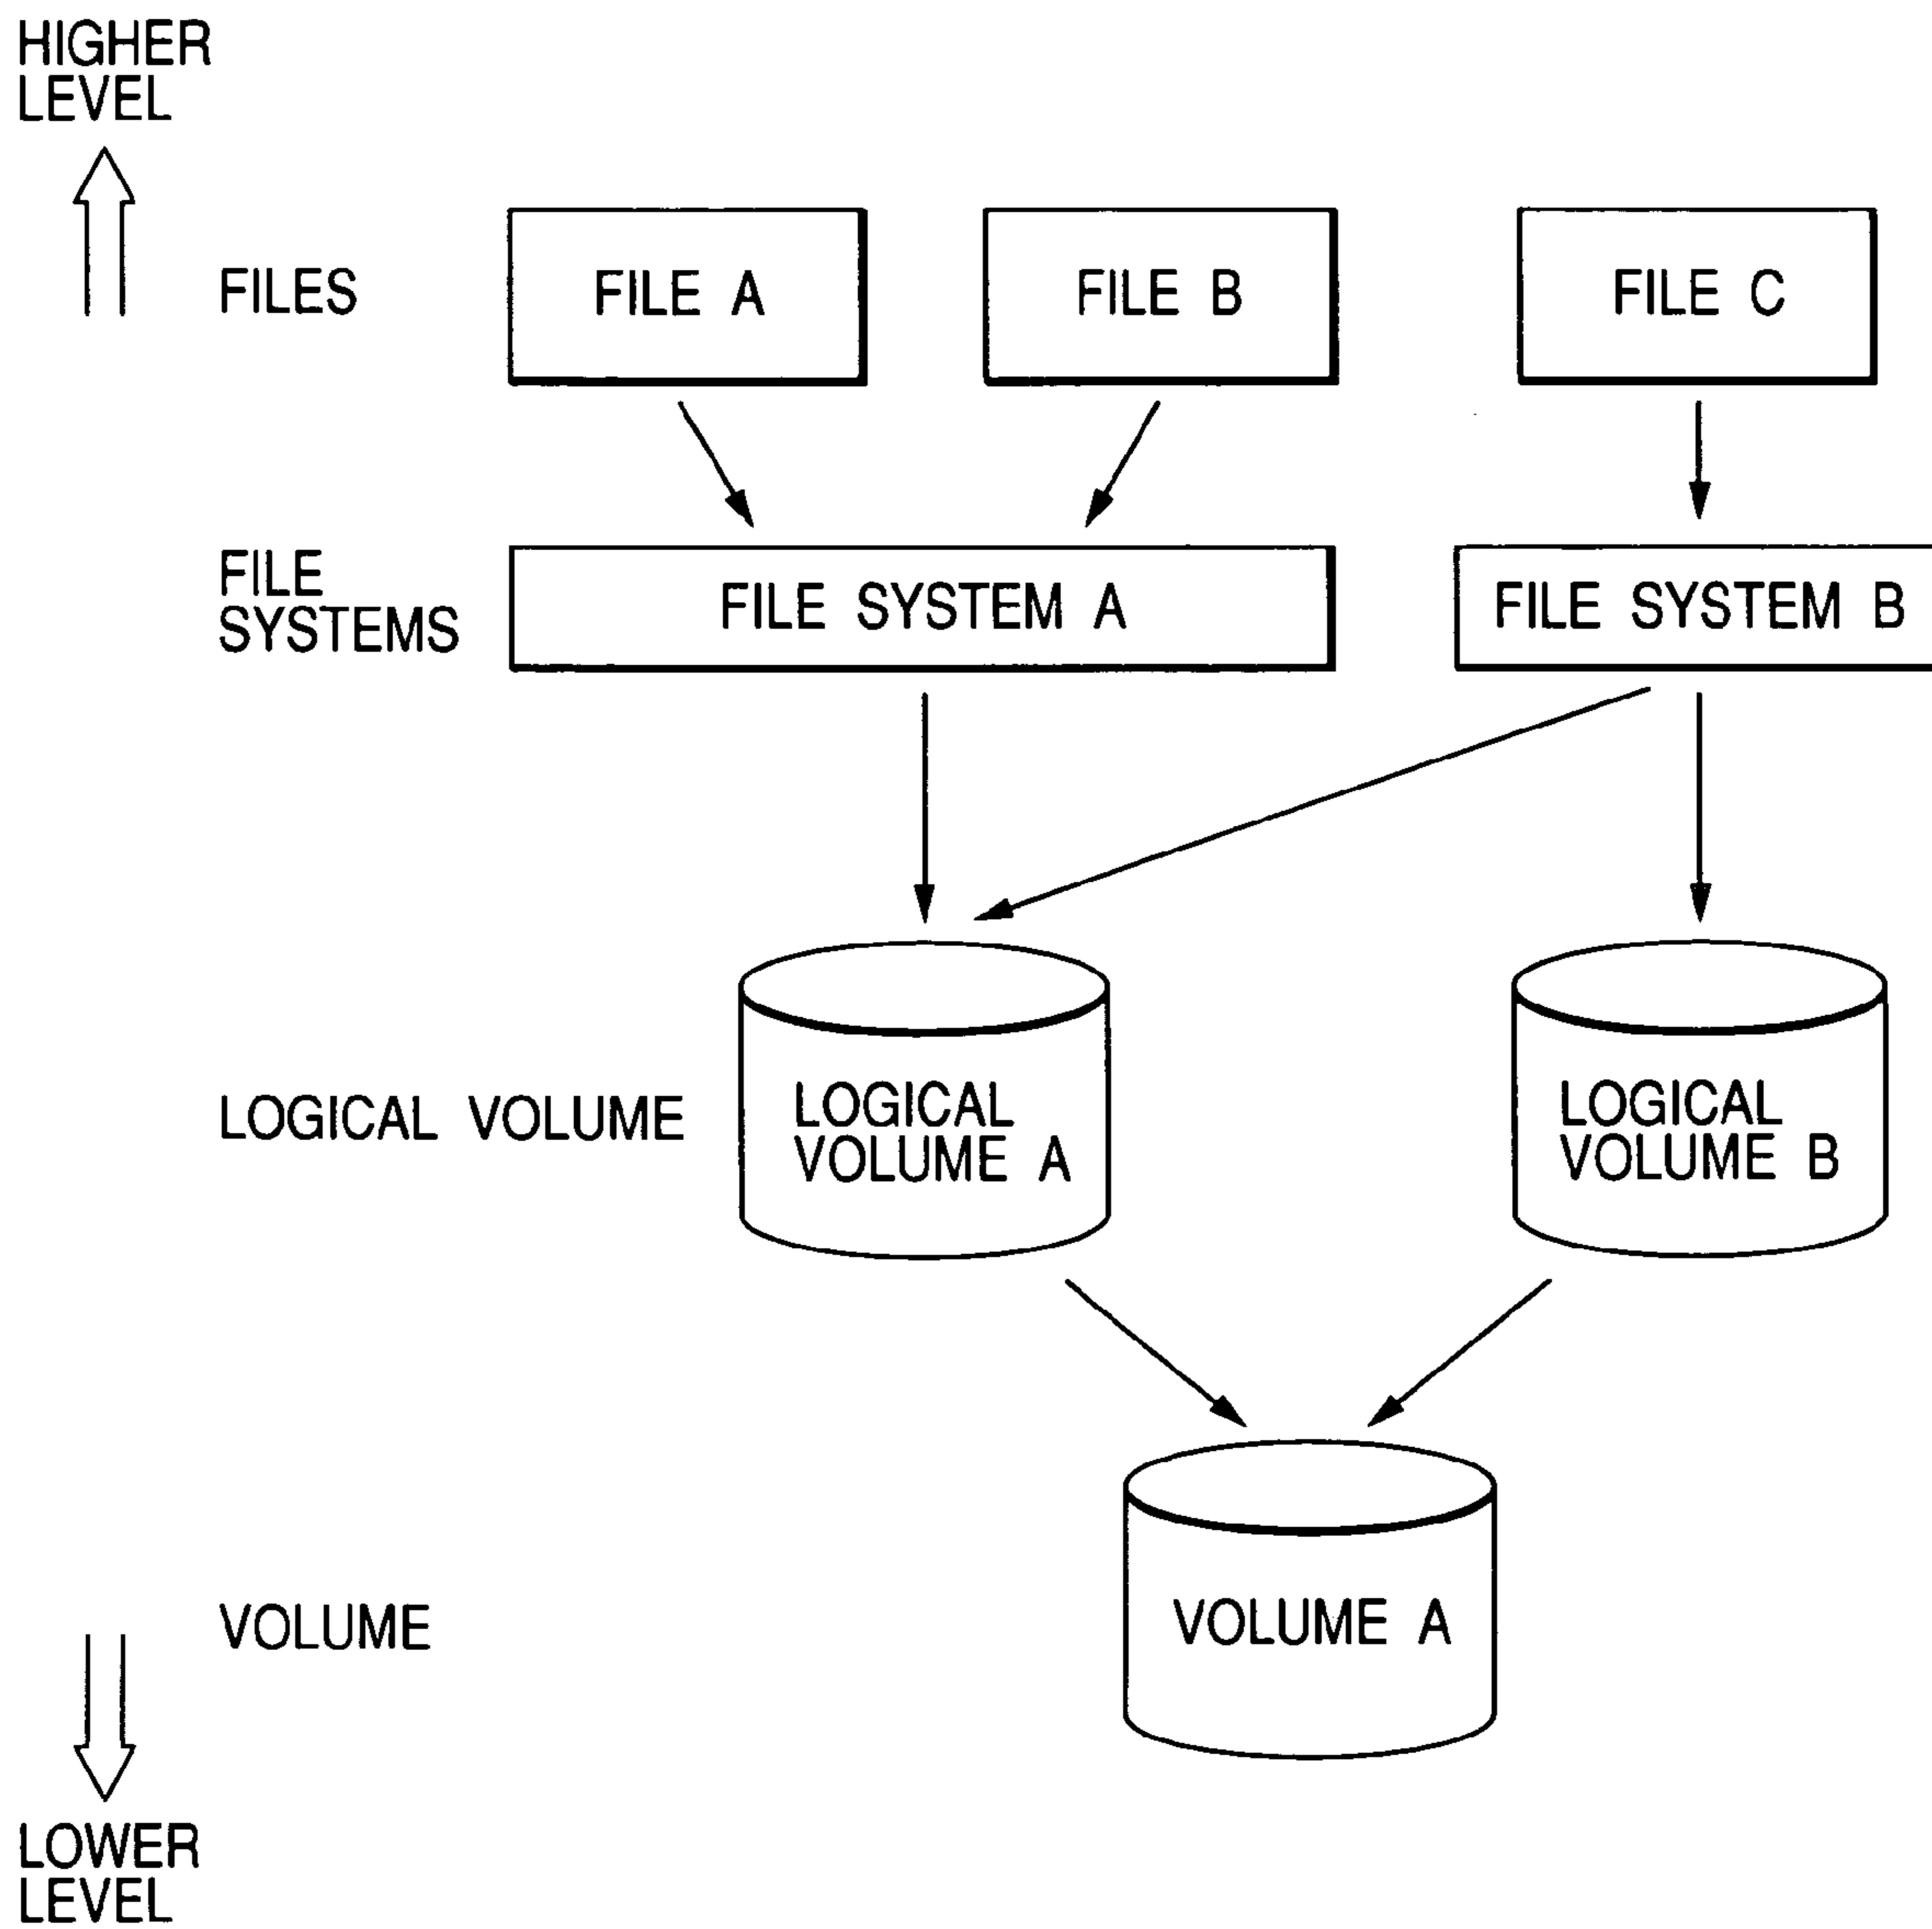 HIGHER
LEVEL
FILES
FILE A
FILE B
FILE C
FILE
SYSTEMS
FILE SYSTEM A
FILE SYSTEM B
LOGICAL VOLUME
LOGICAL
VOLUME A
LOGICAL
VOLUME B
VOLUME
VOLUME A
LOWER
LEVEL